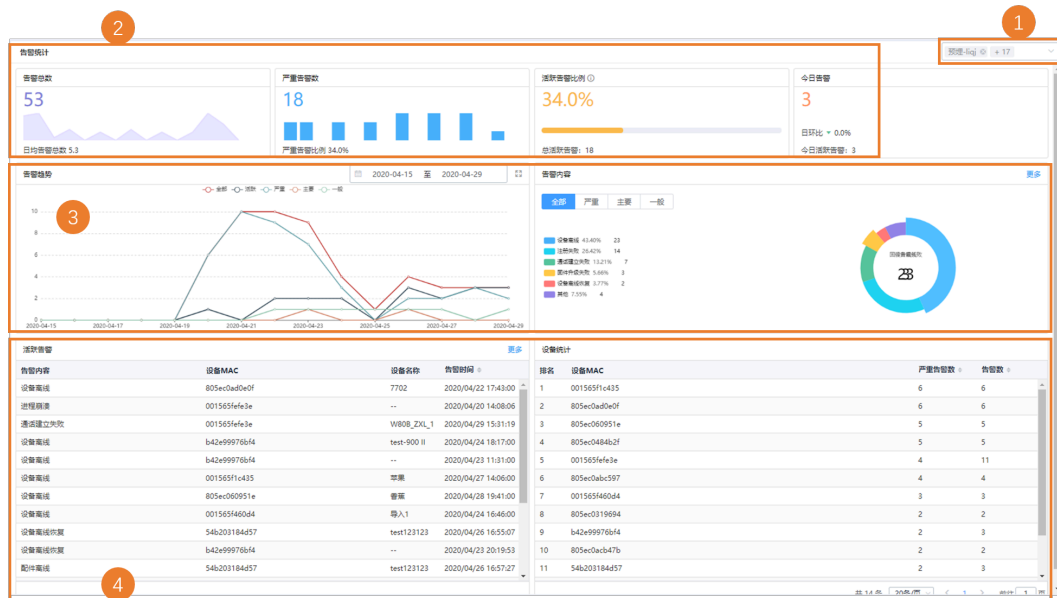 2
1
告警统计
预埋-liqj + 17
告警总数
53
日均告警总数 5.3
严重告警数
18
严重告警比例 34.0%
活跃告警比例
34.0%
总活跃告警：18
今日告警
3
日环比 0.0%
今日活跃告警：3
告警趋势
2020-04-15 至 2020-04-29
全部 活跃 严重 主要 一般
10
8
6
4
2
0
2020-04-15 2020-04-17 2020-04-19 2020-04-21 2020-04-23 2020-04-25 2020-04-27 2020-04-29
3
告警内容 更多
全部 严重 主要 一般
设备离线 43.40% 23
注册失败 26.42% 14
通话建立失败 13.21% 7
固件升级失败 5.66% 3
设备离线恢复 3.77% 2
其他 7.55% 4
活跃告警 更多
告警内容 设备MAC 设备名称 告警时间
设备离线 805ec0ad0e0f 7702 2020/04/22 17:43:00
进程崩溃 001565fefe3e -- 2020/04/20 14:08:06
通话建立失败 001565fefe3e W80B_ZXL_1 2020/04/29 15:31:19
设备离线 b42e99976bf4 test-900 II 2020/04/24 18:17:00
设备离线 b42e99976bf4 -- 2020/04/23 11:31:00
设备离线 001565f1c435 苹果 2020/04/27 14:06:00
设备离线 805ec060951e 香蕉 2020/04/28 19:41:00
设备离线 001565f460d4 导入1 2020/04/24 16:46:00
设备离线恢复 54b203184d57 test123123 2020/04/26 16:55:07
设备离线恢复 b42e99976bf4 -- 2020/04/23 20:19:53
配件离线 54b203184d57 test123123 2020/04/26 16:57:27
4
设备统计
排名 设备MAC 严重告警数 告警数
1 001565f1c435 6 6
2 805ec0ad0e0f 6 6
3 805ec060951e 5 5
4 805ec0484b2f 5 5
5 001565fefe3e 4 11
6 805ec0abc597 4 4
7 001565f460d4 3 3
8 805ec0319694 2 2
9 b42e99976bf4 2 3
10 805ec0acb47b 2 2
11 54b203184d57 2 3
共 14 条 20条/页 1 前往 1 页